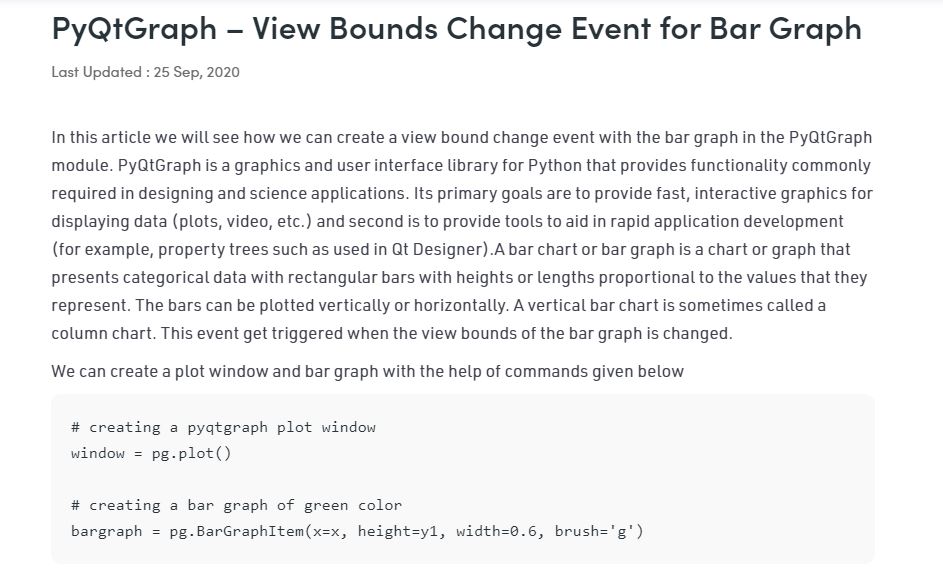 PyQtGraph – View Bounds Change Event for Bar Graph
Last Updated : 25 Sep, 2020
In this article we will see how we can create a view bound change event with the bar graph in the PyQtGraph
module. PyQtGraph is a graphics and user interface library for Python that provides functionality commonly
required in designing and science applications. Its primary goals are to provide fast, interactive graphics for
displaying data (plots, video, etc.) and second is to provide tools to aid in rapid application development
(for example, property trees such as used in Qt Designer).A bar chart or bar graph is a chart or graph that
presents categorical data with rectangular bars with heights or lengths proportional to the values that they
represent. The bars can be plotted vertically or horizontally. A vertical bar chart is sometimes called a
column chart. This event get triggered when the view bounds of the bar graph is changed.
We can create a plot window and bar graph with the help of commands given below
# creating a pyqtgraph plot window
window = pg.plot()
# creating a bar graph of green color
bargraph = pg.BarGraphItem(x=x, height=y1, width=0.6, brush='g')